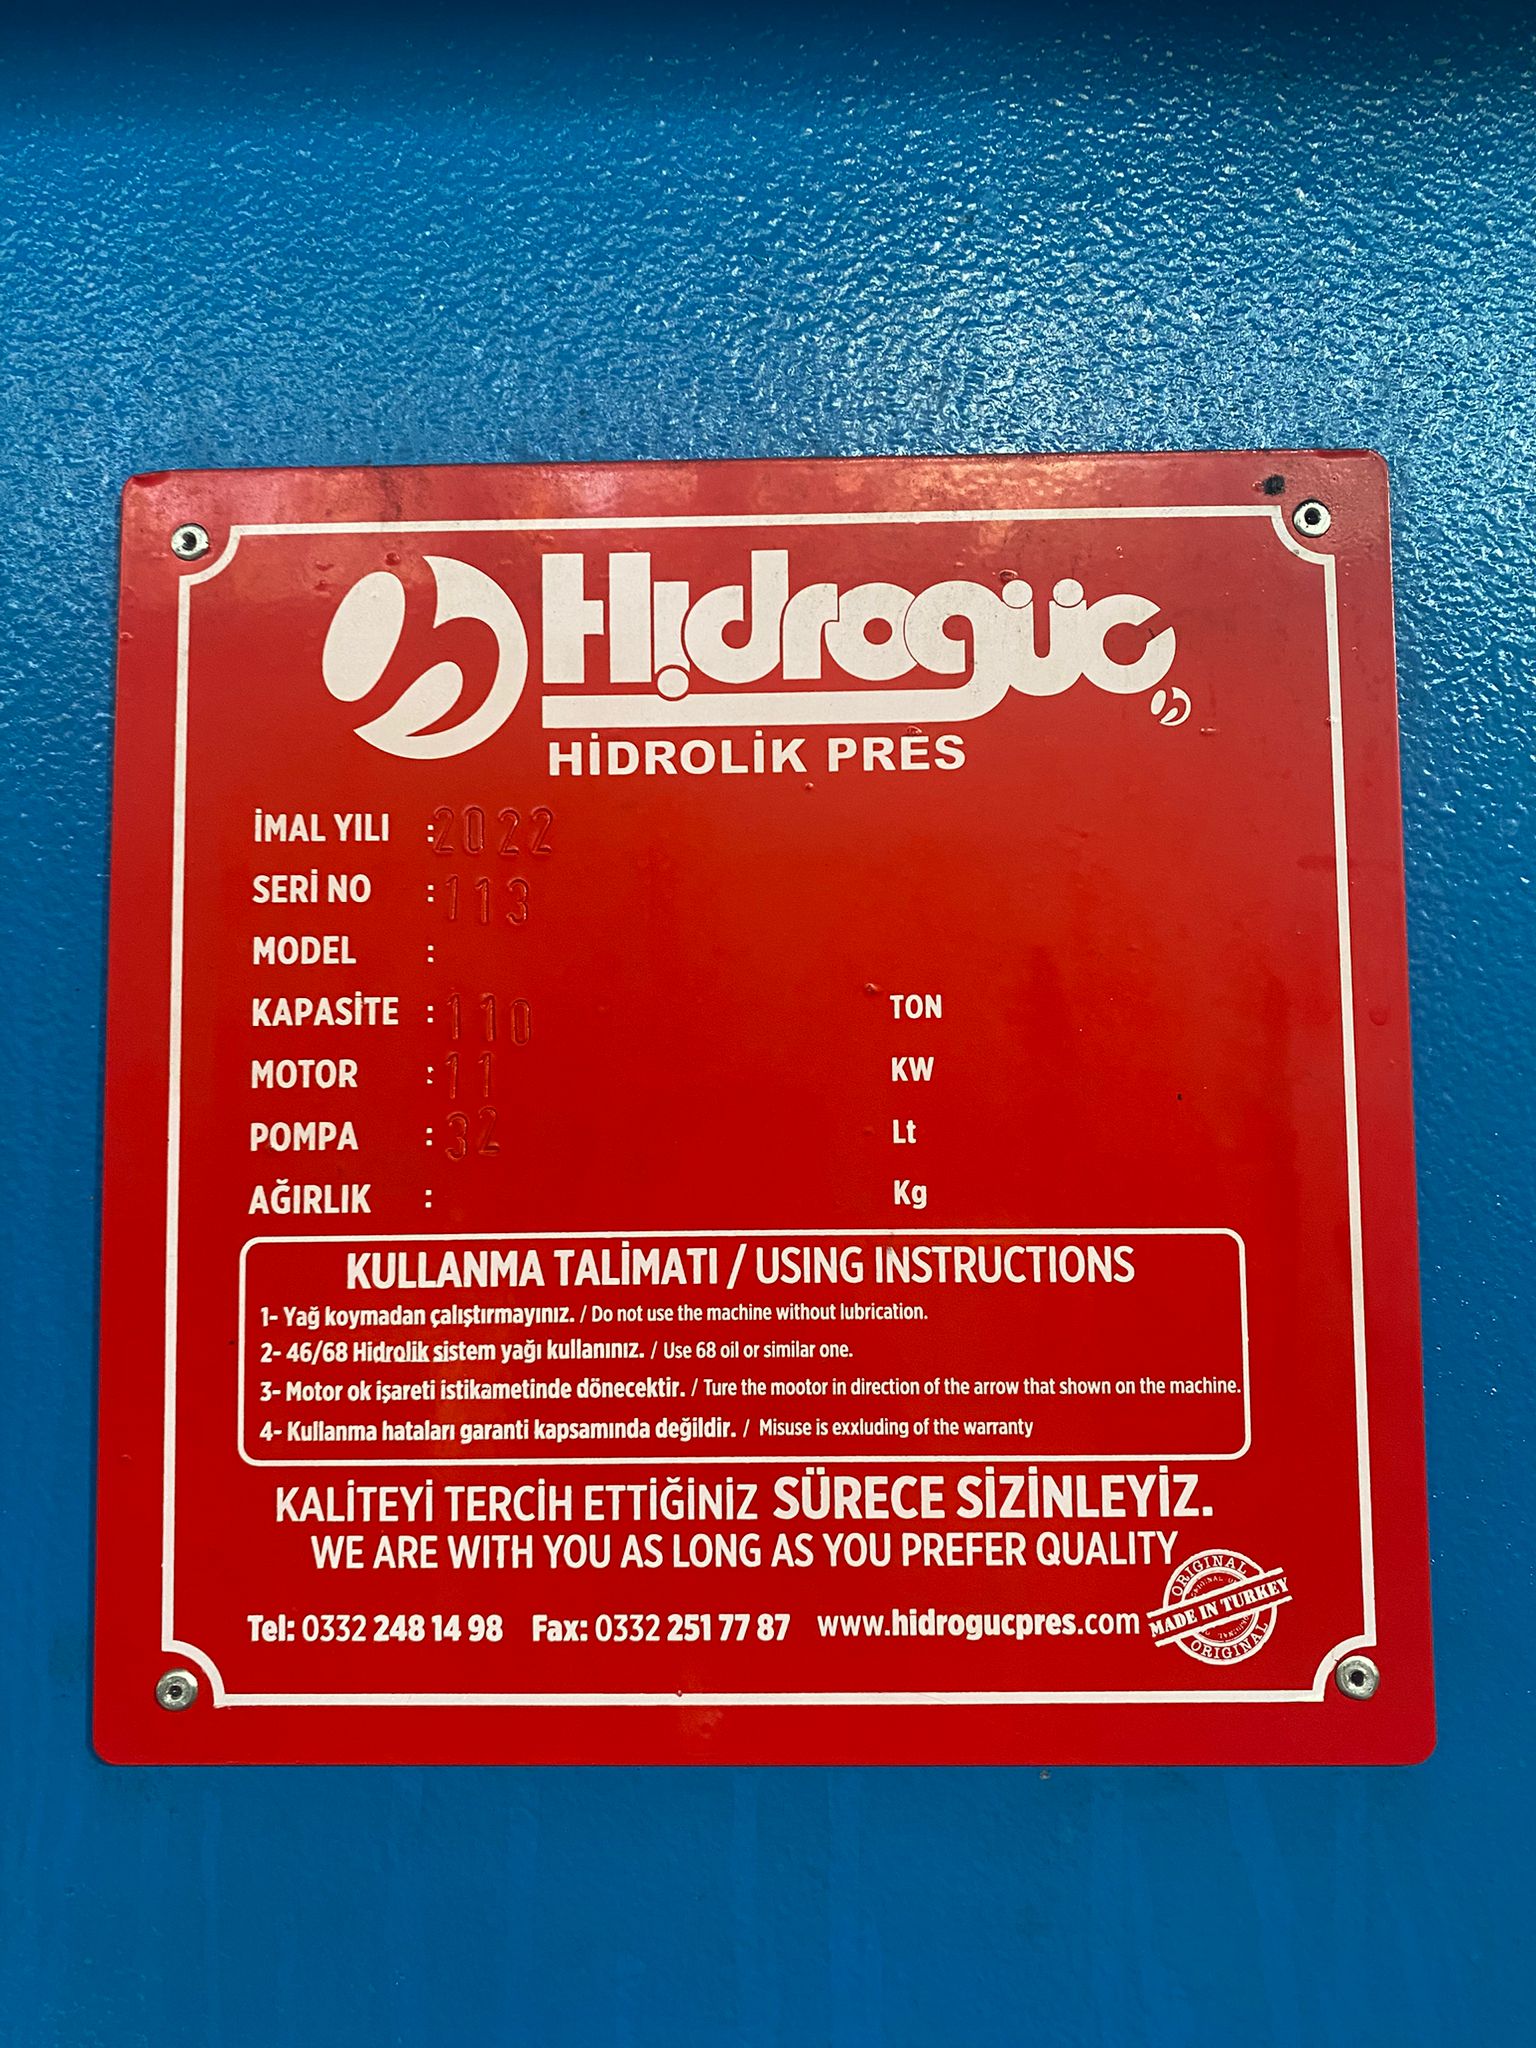 Hidrogüç
HİDROLİK PRES
İMAL YILI : 2022
SERİ NO : 113
MODEL :
KAPASİTE : 110 TON
MOTOR : 11 KW
POMPA : 32 Lt
AĞIRLIK : Kg
KULLANMA TALİMATI / USING INSTRUCTIONS
1- Yağ koymadan çalıştırmayınız. / Do not use the machine without lubrication.
2- 46/68 Hidrolik sistem yağı kullanınız. / Use 68 oil or similar one.
3- Motor ok işareti istikametinde dönecektir. / Ture the mootor in direction of the arrow that shown on the machine.
4- Kullanma hataları garanti kapsamında değildir. / Misuse is exxluding of the warranty
KALİTEYİ TERCİH ETTİĞİNİZ SÜRECE SİZİNLEYİZ.
WE ARE WITH YOU AS LONG AS YOU PREFER QUALITY
Tel: 0332 248 14 98 Fax: 0332 251 77 87 www.hidrogucpres.com
ORIGINAL
MADE IN TURKEY
ORIGINAL